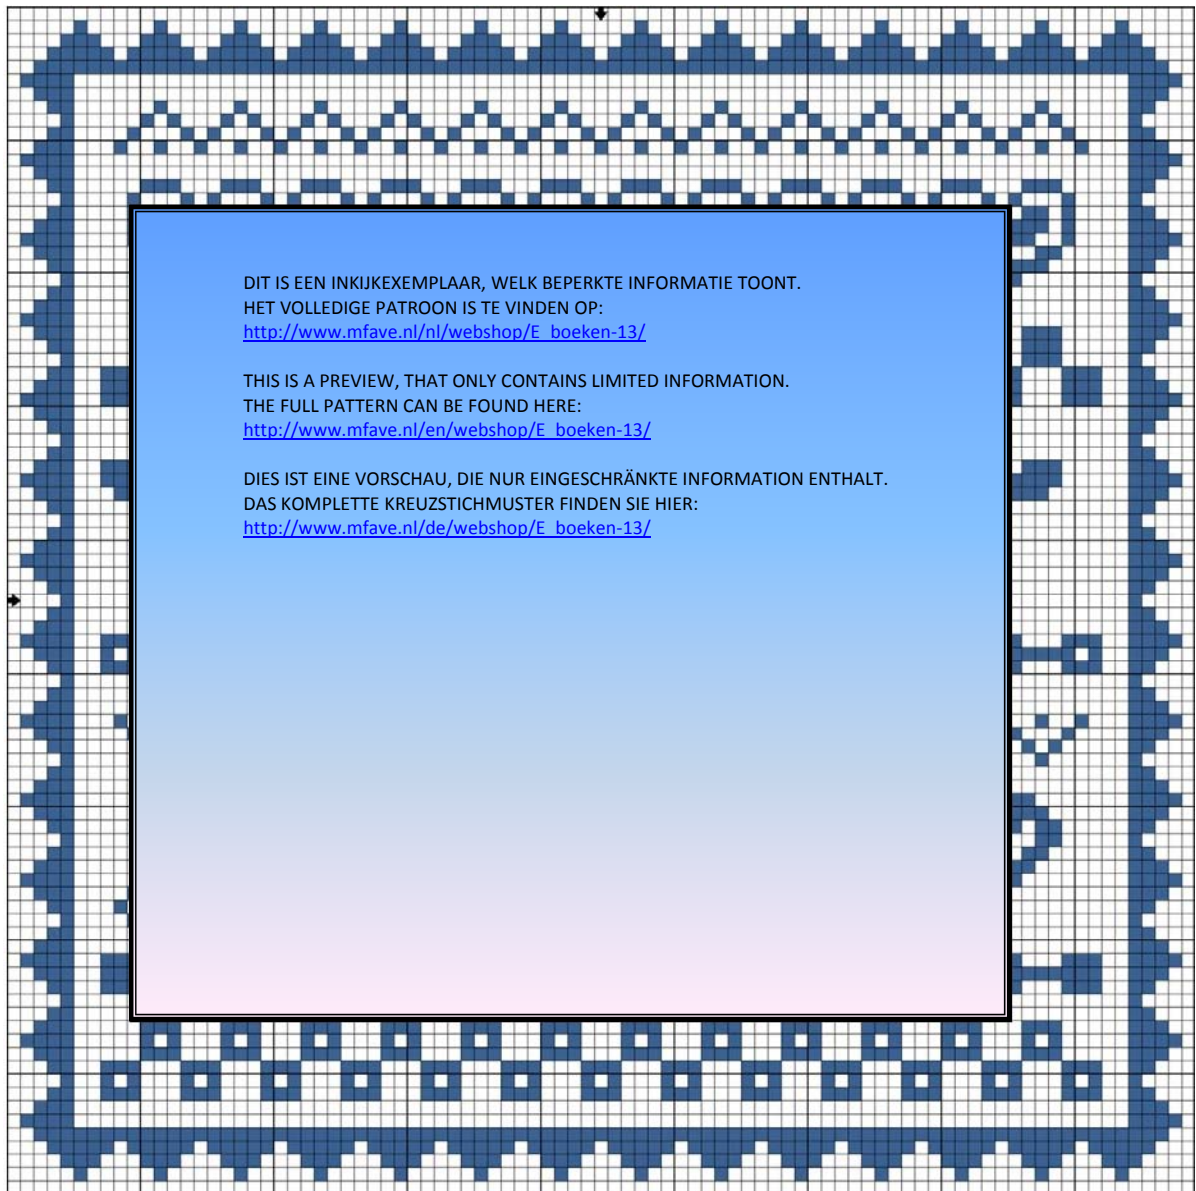 DIT IS EEN INKIJKEXEMPLAAR, WELK BEPERKTE INFORMATIE TOONT.
HET VOLLEDIGE PATROON IS TE VINDEN OP:
http://www.mfave.nl/nl/webshop/E_boeken-13/
THIS IS A PREVIEW, THAT ONLY CONTAINS LIMITED INFORMATION.
THE FULL PATTERN CAN BE FOUND HERE:
http://www.mfave.nl/en/webshop/E_boeken-13/
DIES IST EINE VORSCHAU, DIE NUR EINGESCHRÄNKTE INFORMATION ENTHALT.
DAS KOMPLETTE KREUZSTICHMUSTER FINDEN SIE HIER:
http://www.mfave.nl/de/webshop/E_boeken-13/